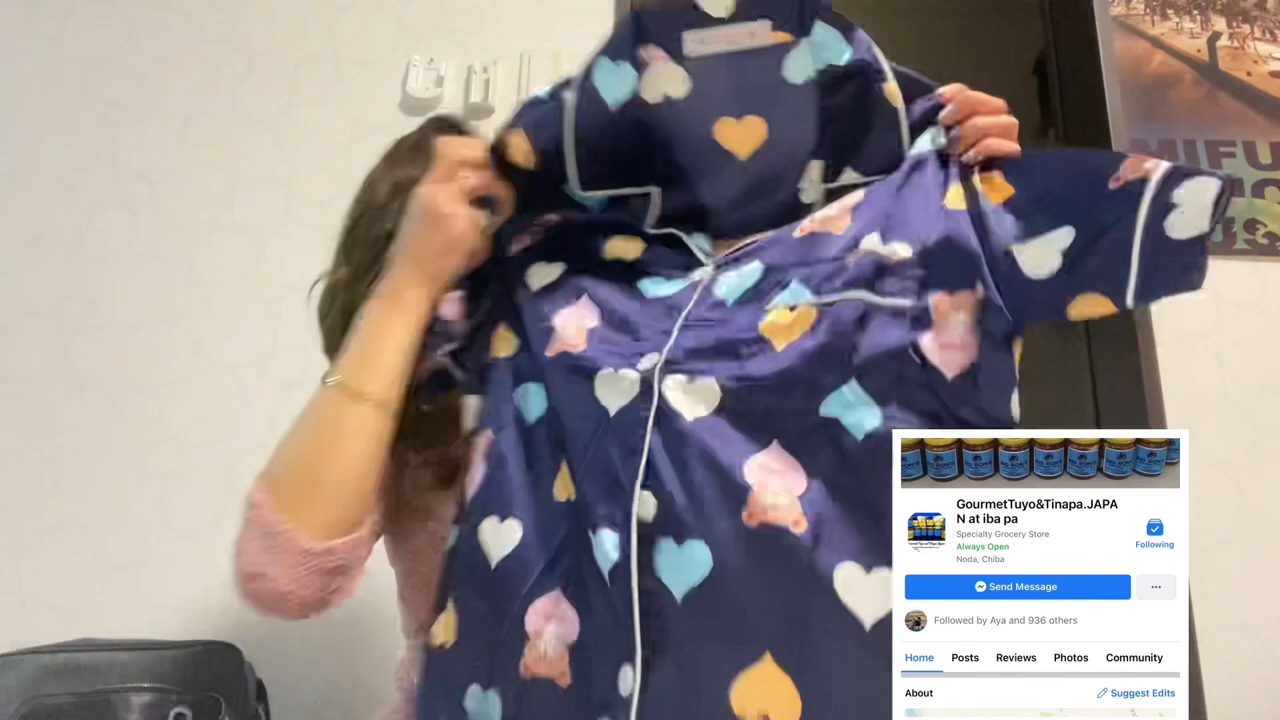 MIFU
GourmetTuyo&Tinapa.JAPA
N at iba pa
Specialty Grocery Store
Always Open
Noda, Chiba
Following
Send Message
Followed by Aya and 936 others
Home Posts Reviews Photos Community
About Suggest Edits